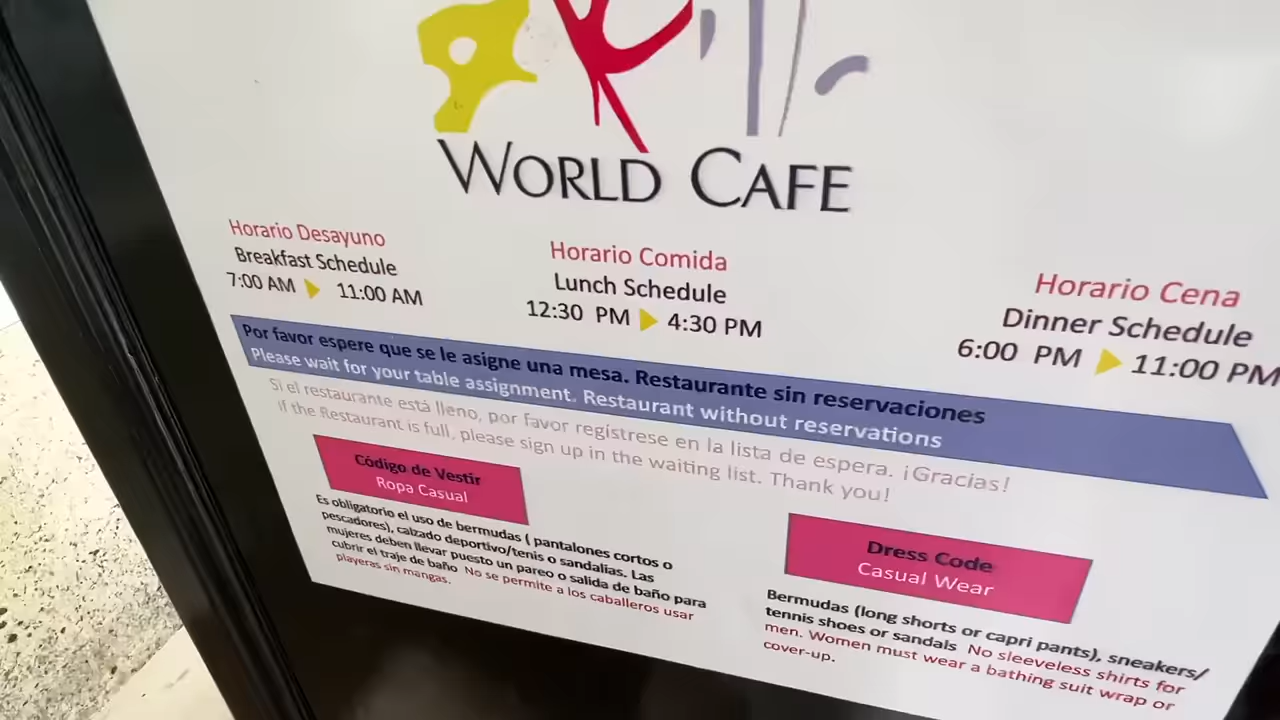 WORLD CAFE
Horario Desayuno
Breakfast Schedule
7:00 AM 11:00 AM
Horario Comida
Lunch Schedule
12:30 PM 4:30 PM
Horario Cena
Dinner Schedule
6:00 PM 11:00 PM
Por favor espere que se le asigne una mesa. Restaurante sin reservaciones
Please wait for your table assignment. Restaurant without reservations
Si el restaurante está lleno, por favor regístrese en la lista de espera. ¡Gracias!
if the Restaurant is full, please sign up in the waiting list. Thank you!
Código de Vestir
Ropa Casual
Es obligatorio el uso de bermudas ( pantalones cortos o
pescadores), calzado deportivo/tenis o sandalias. Las
mujeres deben llevar puesto un pareo o salida de baño para
cubrir el traje de baño No se permite a los caballeros usar
playeras sin mangas.
Dress Code
Casual Wear
Bermudas (long shorts or capri pants), sneakers/
tennis shoes or sandals No sleeveless shirts for
men. Women must wear a bathing suit wrap or
cover-up.